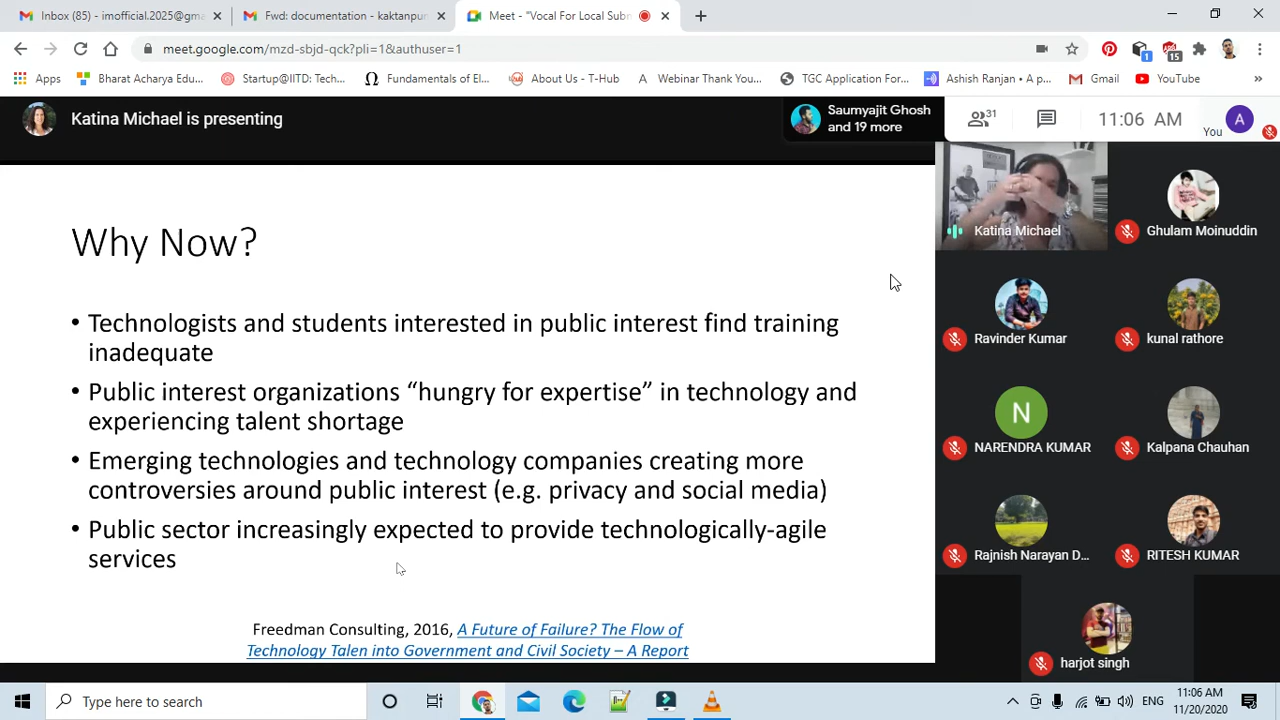 Inbox (85) - imofficial.2025@gma
Fwd: documentation - kaktanpur
Meet - "Vocal For Local Subm
meet.google.com/mzd-sbjd-qck?pli=1&authuser=1
Apps
Bharat Acharya Edu...
Startup@IITD: Tech...
Fundamentals of El...
About Us - T-Hub
Webinar Thank You...
TGC Application For...
Ashish Ranjan • A p...
Gmail
YouTube
1
15
Katina Michael is presenting
Saumyajit Ghosh
and 19 more
31
11:06 AM
You
A
Why Now?
• Technologists and students interested in public interest find training
inadequate
• Public interest organizations “hungry for expertise” in technology and
experiencing talent shortage
• Emerging technologies and technology companies creating more
controversies around public interest (e.g. privacy and social media)
• Public sector increasingly expected to provide technologically-agile
services
Freedman Consulting, 2016, A Future of Failure? The Flow of
Technology Talen into Government and Civil Society – A Report
Katina Michael
Ghulam Moinuddin
Ravinder Kumar
kunal rathore
N
NARENDRA KUMAR
Kalpana Chauhan
Rajnish Narayan D...
RITESH KUMAR
harjot singh
Type here to search
ENG
11:06 AM
11/20/2020